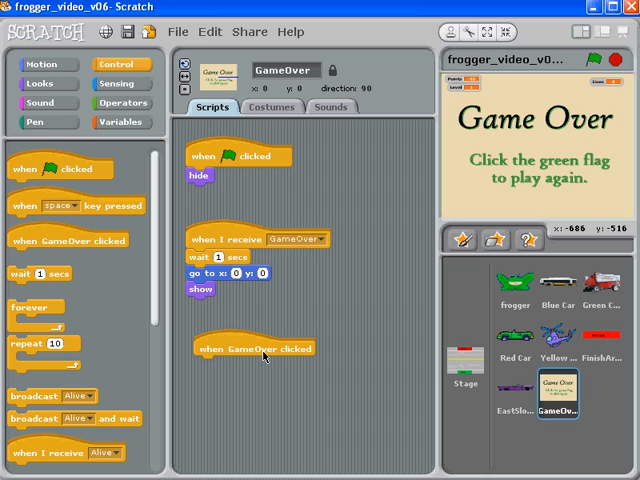 frogger_video_v06- Scratch
SCRATCH
File Edit Share Help
Motion
Control
Looks
Sensing
Sound
Operators
Pen
Variables
when clicked
when space key pressed
when GameOver clicked
wait 1 secs
forever
repeat 10
broadcast Alive
broadcast Alive and wait
when I receive Alive
GameOver
x: 0 y: 0 direction: 90
Scripts
Costumes
Sounds
when clicked
hide
when I receive GameOver
wait 1 secs
go to x: 0 y: 0
show
when GameOver clicked
frogger_video_v0...
Points
Level
Lives
Game Over
Click the green flag
to play again.
x: -686 y: -516
Stage
frogger
Blue Car
Green C...
Red Car
Yellow ...
FinishAr...
EastSlo...
GameOv...